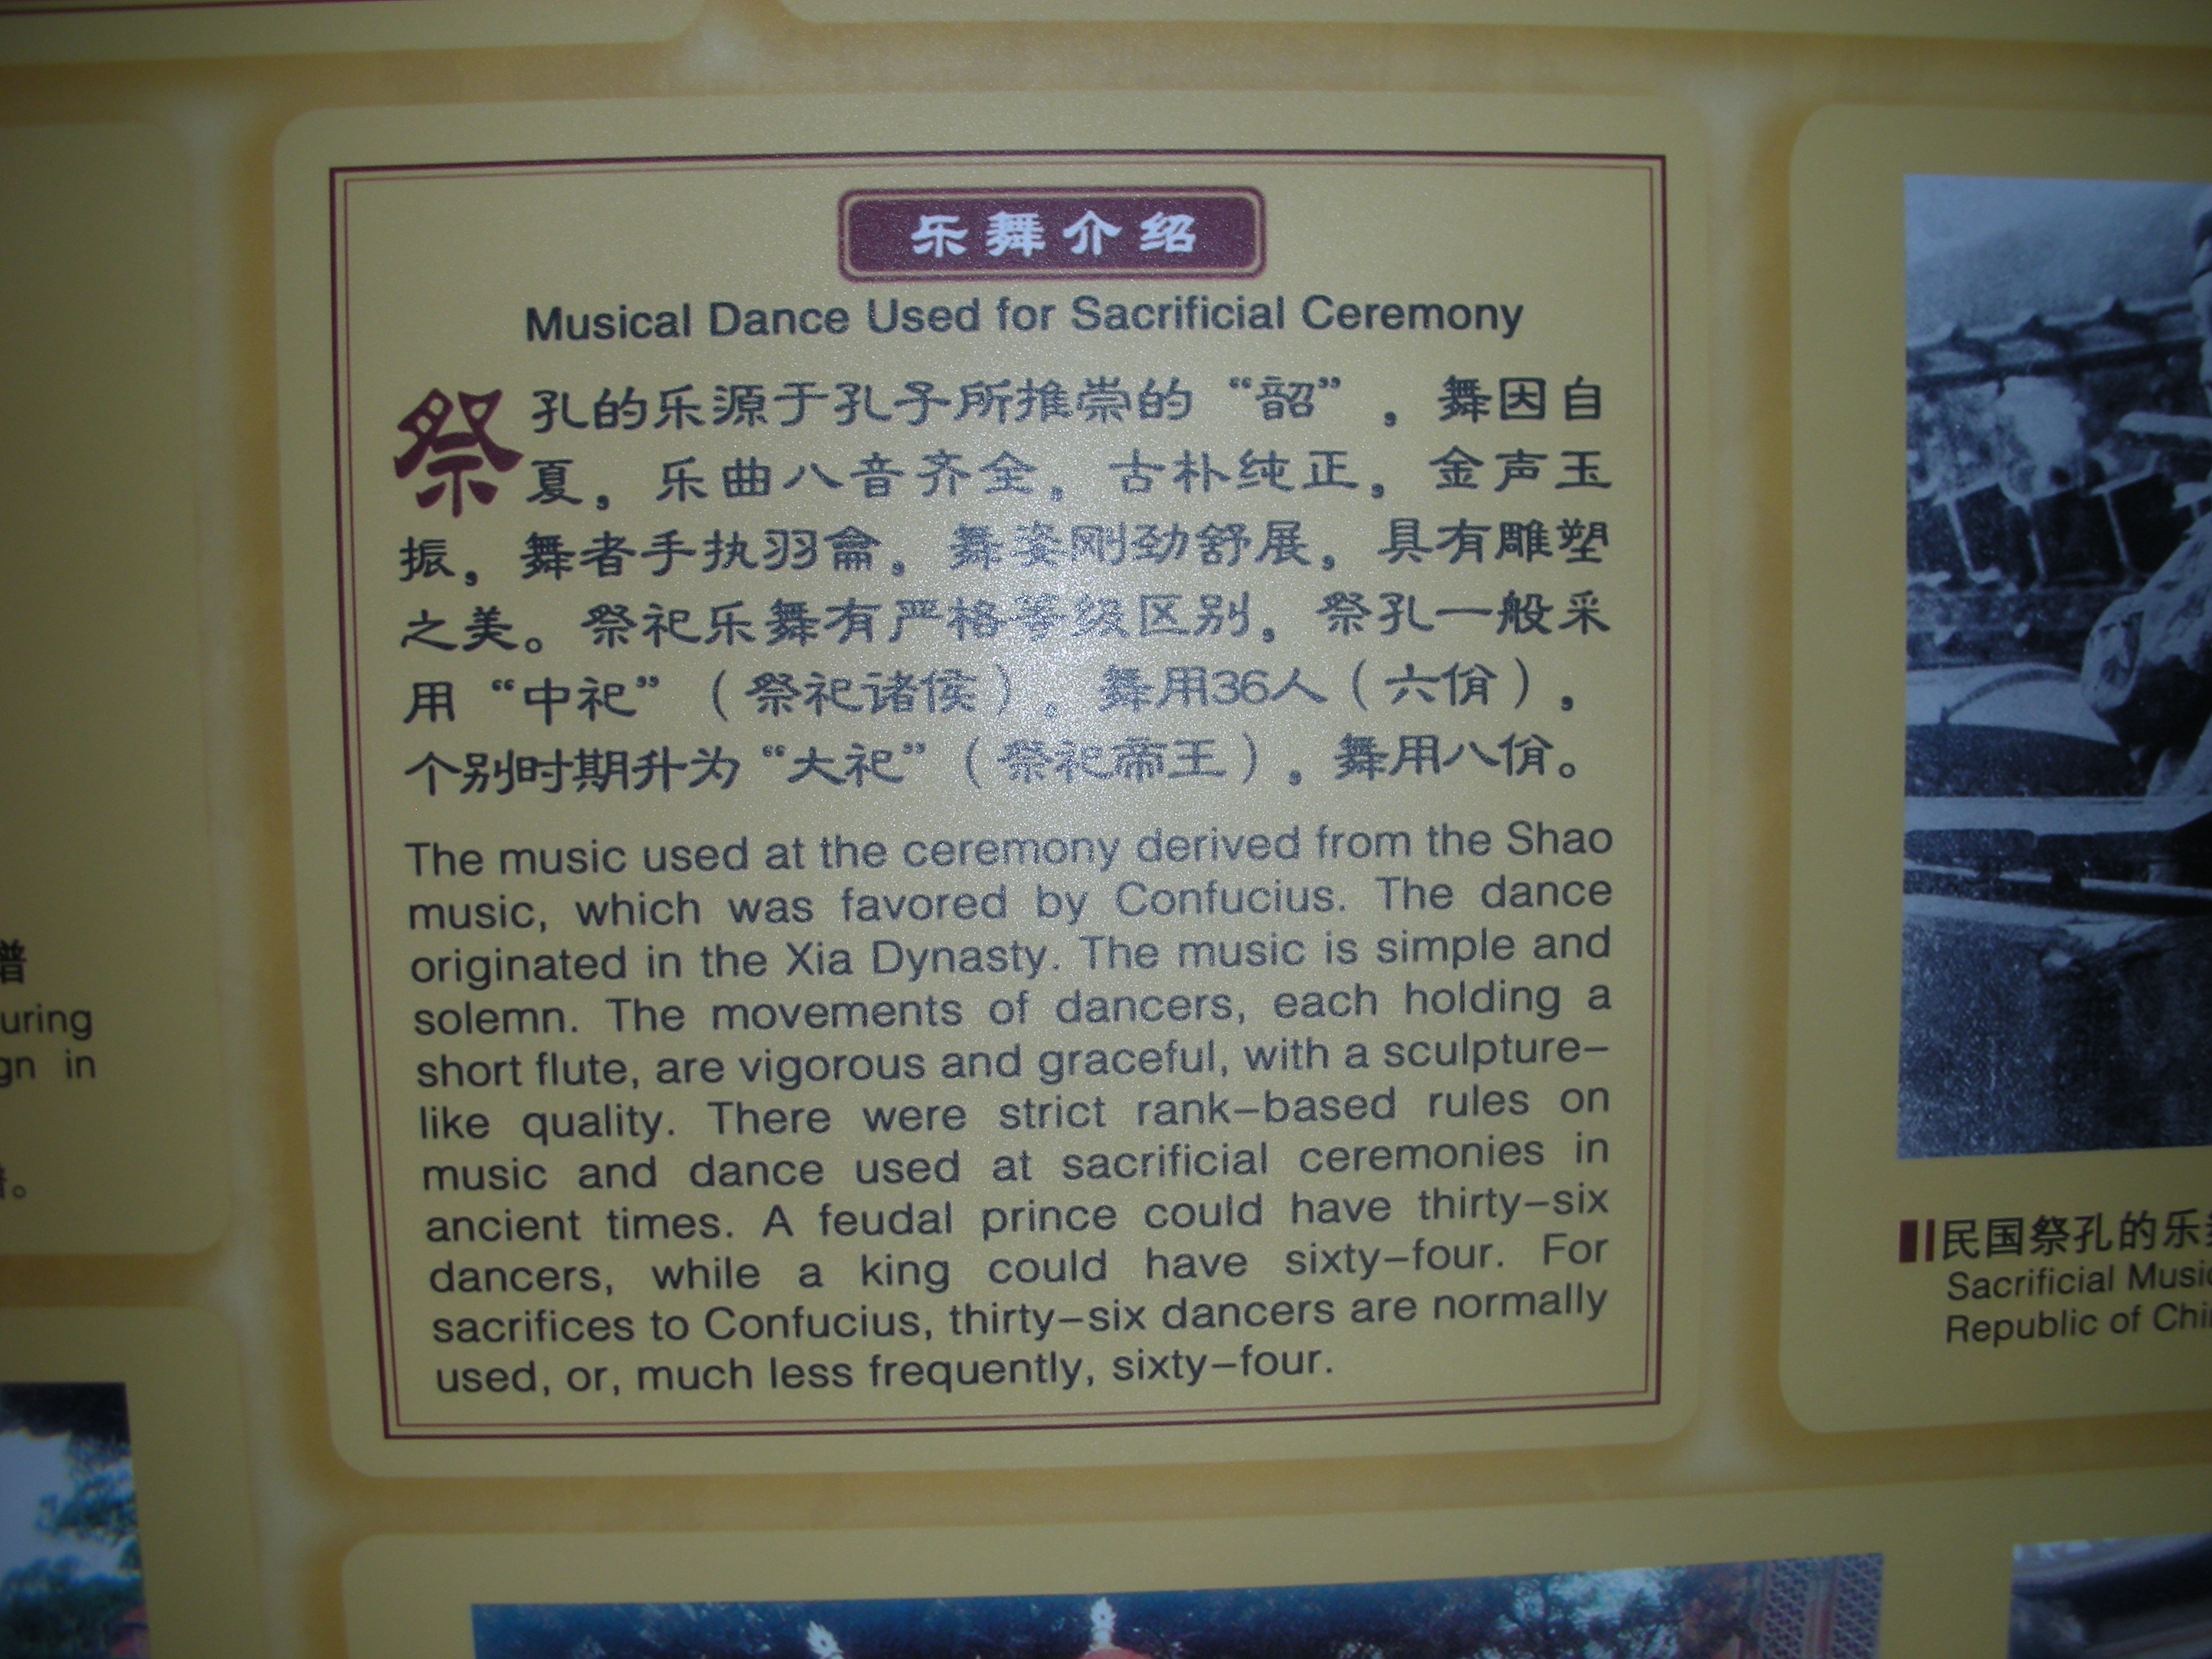 乐舞介绍
Musical Dance Used for Sacrificial Ceremony
祭孔的乐源于孔子所推崇的“韶”，舞因自
夏，乐曲八音齐全，古朴纯正，金声玉
振，舞者手执羽龠，舞姿刚劲舒展，具有雕塑
之美。祭祀乐舞有严格等级区别，祭孔一般采
用“中祀”（祭祀诸侯），舞用36人（六佾），
个别时期升为“大祀”（祭祀帝王），舞用八佾。
The music used at the ceremony derived from the Shao
music, which was favored by Confucius. The dance
originated in the Xia Dynasty. The music is simple and
solemn. The movements of dancers, each holding a
short flute, are vigorous and graceful, with a sculpture–
like quality. There were strict rank–based rules on
music and dance used at sacrificial ceremonies in
ancient times. A feudal prince could have thirty–six
dancers, while a king could have sixty–four. For
sacrifices to Confucius, thirty–six dancers are normally
used, or, much less frequently, sixty–four.
谱
uring
gn in
民国祭孔的乐
Sacrificial Music
Republic of Chi